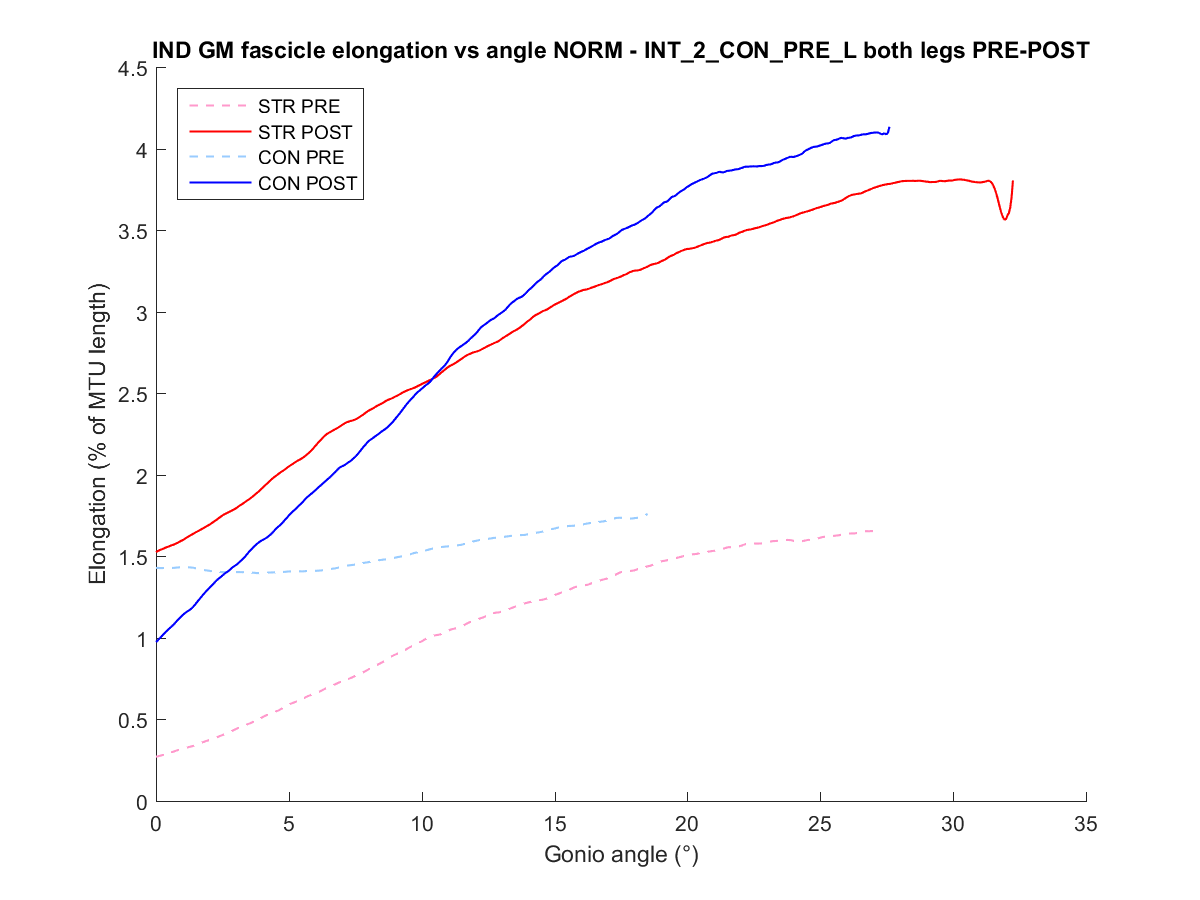 IND GM fascicle elongation vs angle NORM - INT_2_CON_PRE_L both legs PRE-POST
4.5
4
3.5
3
2.5
2
1.5
1
0.5
0
Elongation (% of MTU length)
STR PRE
STR POST
CON PRE
CON POST
0 5 10 15 20 25 30 35
Gonio angle (°)